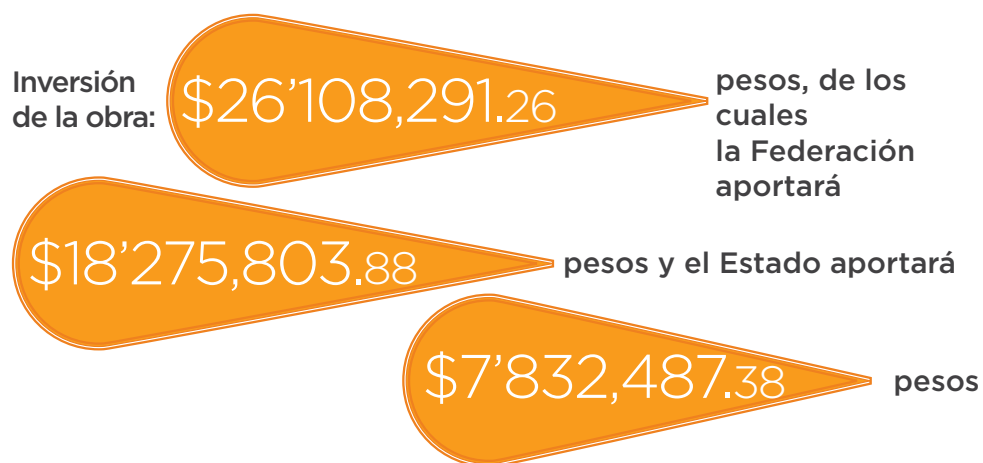 Inversión
de la obra:
$26’108,291.26
pesos, de los
cuales
la Federación
aportará
$18’275,803.88
pesos y el Estado aportará
$7’832,487.38
pesos